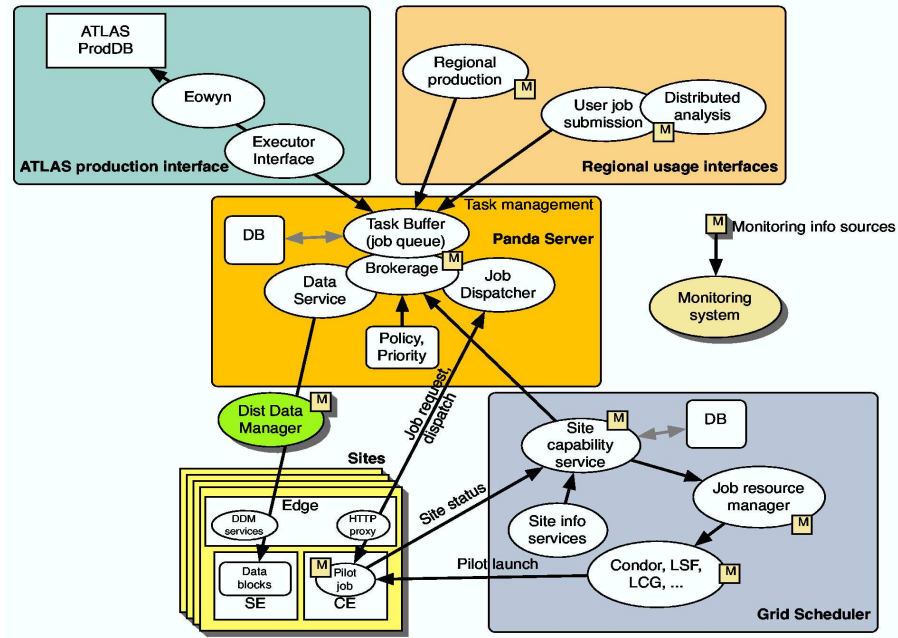 ATLAS
ProdDB
Eowyn
Executor
Interface
ATLAS production interface
Regional
production
M
User job
submission
M
Distributed
analysis
Regional usage interfaces
Task management
DB
Task Buffer
(job queue)
Panda Server
Brokerage
M
Data
Service
Job
Dispatcher
Policy,
Priority
M
Monitoring info sources
Monitoring
system
Dist Data
Manager
M
Job request,
dispatch
Sites
Edge
DDM
services
HTTP
proxy
Data
blocks
SE
M
Pilot
job
CE
Site status
Pilot launch
M
Site
capability
service
DB
Job resource
manager
M
Site info
services
Condor, LSF,
LCG, ...
M
Grid Scheduler